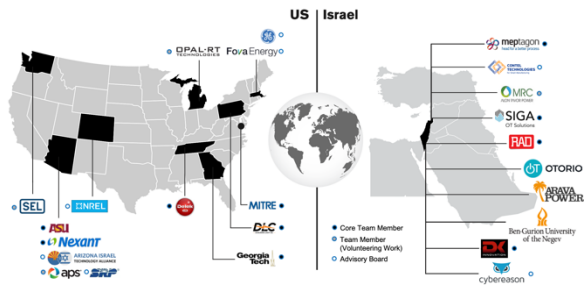 US
Israel
OPAL-RT
TECHNOLOGIES
FovaEnergy
SEL
NREL
ASU
Nexant
ARIZONA ISRAEL
TECHNOLOGY ALLIANCE
aps
SRP
MITRE
DLC
Georgia
Tech
meptagon
CONTEL
TECHNOLOGIES
MRC
SIGA
OT Solutions
RAD
OTORIO
ARAVA
POWER
Ben-Gurion University
of the Negev
cybereason
Core Team Member
Team Member
(Volunteering Work)
Advisory Board